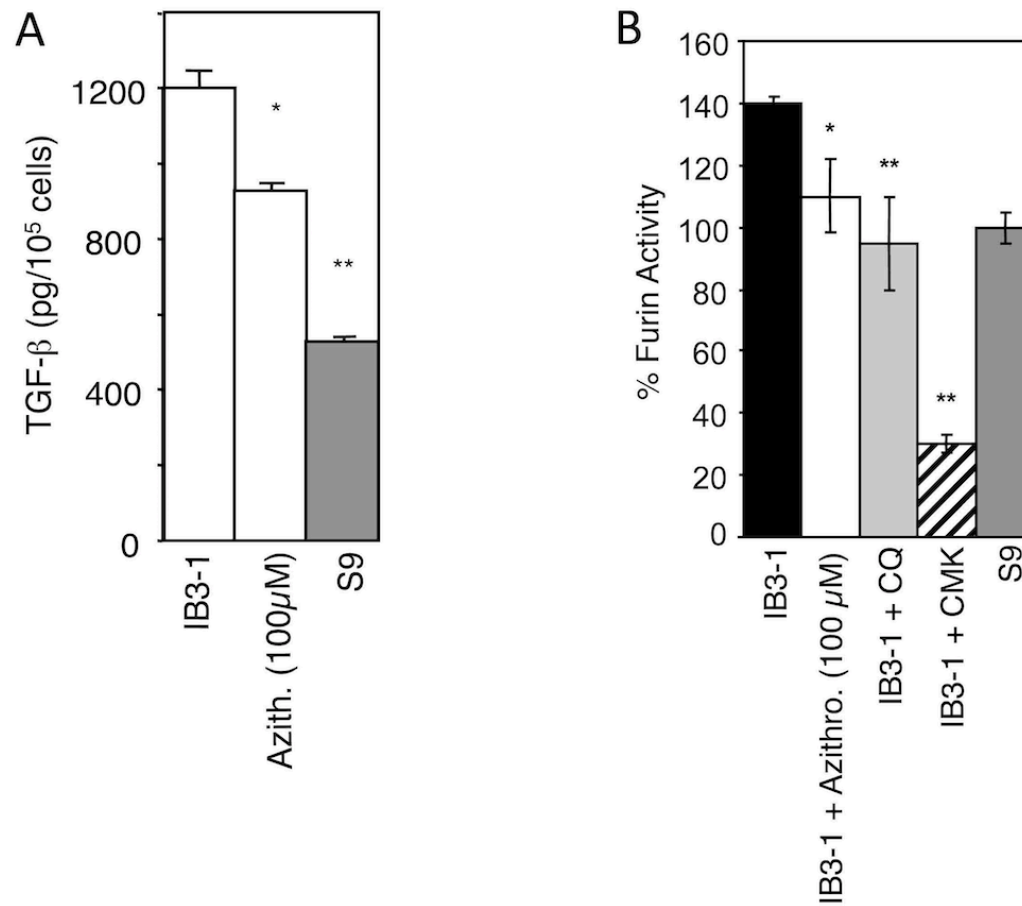 A
TGF-β (pg/10⁵ cells)
1200
800
400
0
*
**
IB3-1
Azith. (100µM)
S9
B
% Furin Activity
160
140
120
100
80
60
40
20
0
*
**
**
IB3-1
IB3-1 + Azithro. (100 µM)
IB3-1 + CQ
IB3-1 + CMK
S9